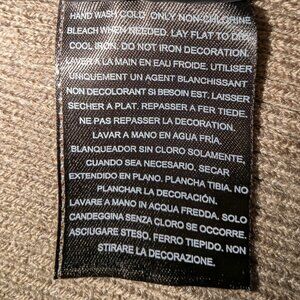 HAND WASH COLD. ONLY NON-CHLORINE
BLEACH WHEN NEEDED. LAY FLAT TO DRY.
COOL IRON. DO NOT IRON DECORATION.
LAVER A LA MAIN EN EAU FROIDE. UTILISER
UNIQUEMENT UN AGENT BLANCHISSANT
NON DECOLORANT SI BESOIN EST. LAISSER
SECHER A PLAT. REPASSER A FER TIEDE.
NE PAS REPASSER LA DECORATION.
LAVAR A MANO EN AGUA FRÍA.
BLANQUEADOR SIN CLORO SOLAMENTE,
CUANDO SEA NECESARIO. SECAR
EXTENDIDO EN PLANO. PLANCHA TIBIA. NO
PLANCHAR LA DECORACIÓN.
LAVARE A MANO IN ACQUA FREDDA. SOLO
CANDEGGINA SENZA CLORO SE OCCORRE.
ASCIUGARE STESO. FERRO TIEPIDO. NON
STIRARE LA DECORAZIONE.